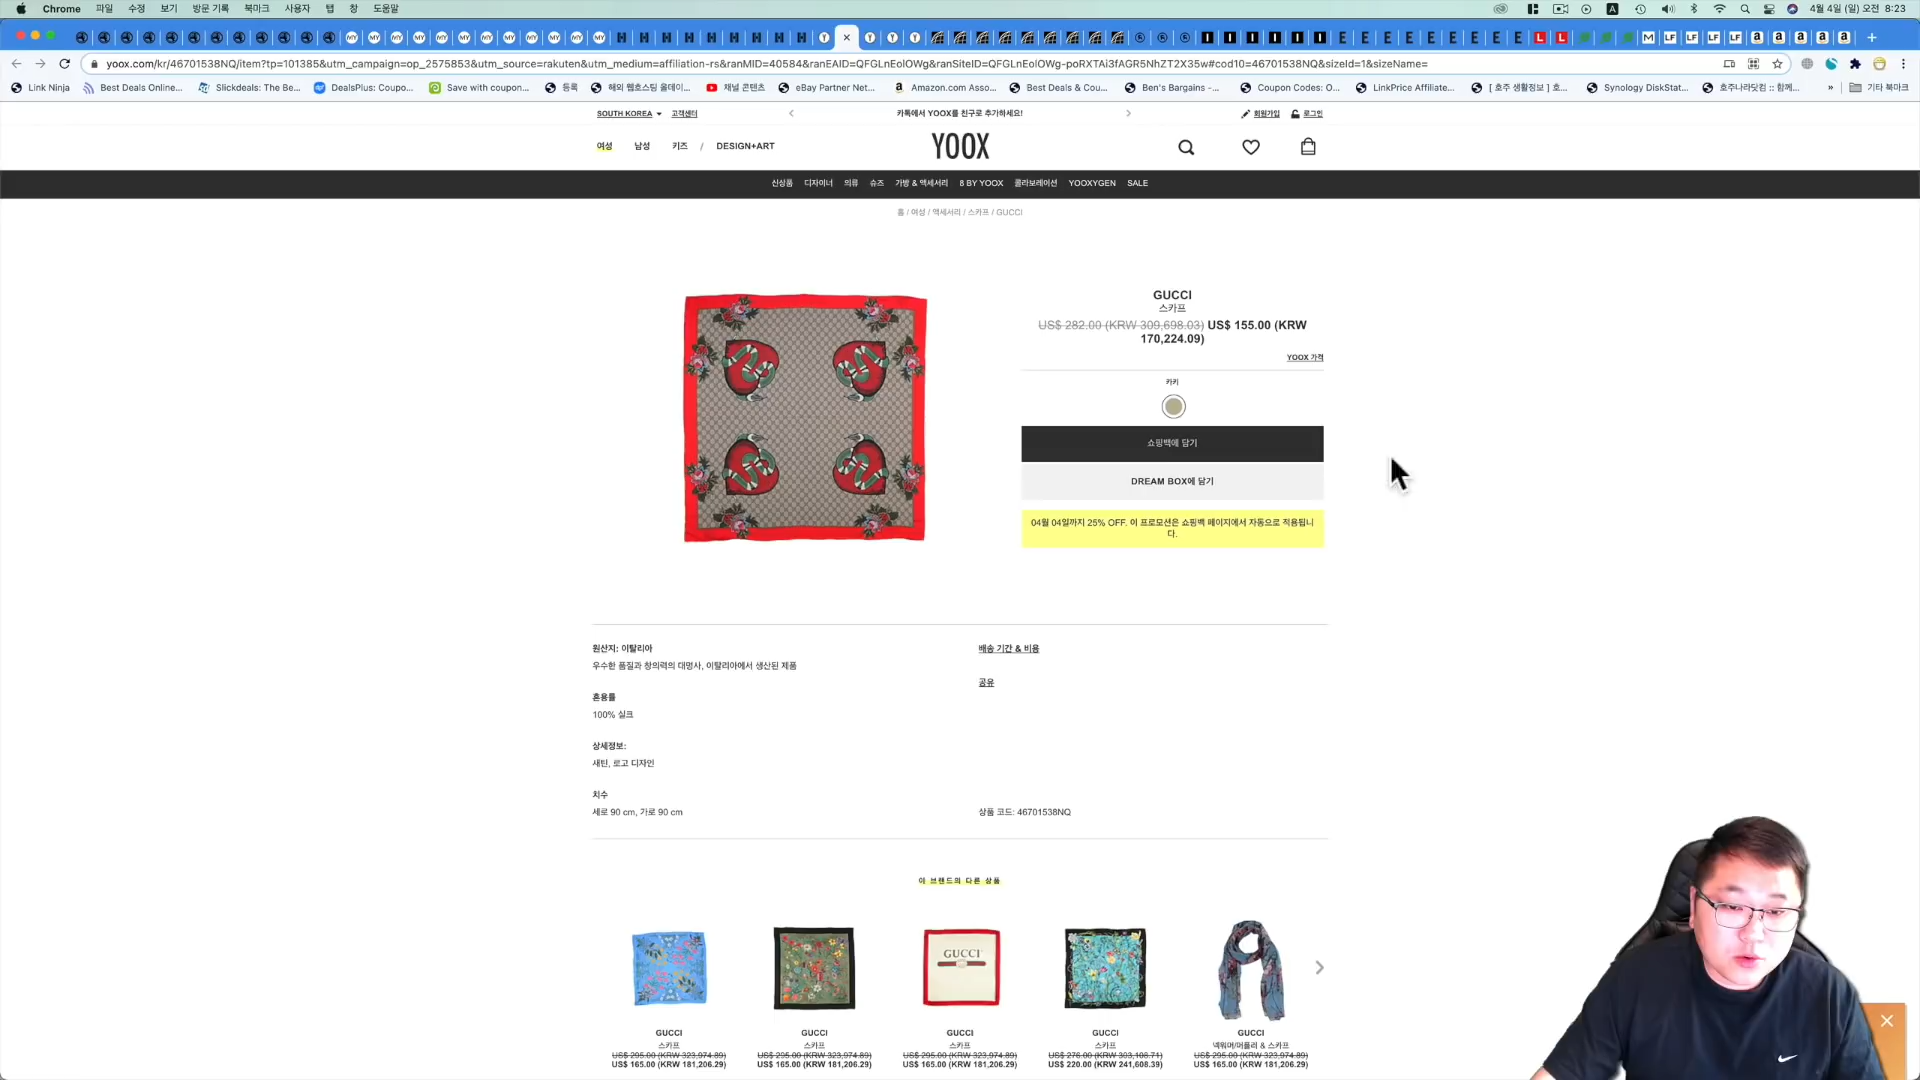 Chrome 파일 수정 보기 방문 기록 북마크 사용자 탭 창 도움말
4월 4일 (일) 오전 8:23
yoox.com/kr/46701538NQ/item?tp=101385&utm_campaign=op_2575853&utm_source=rakuten&utm_medium=affiliation-rs&ranMID=40584&ranEAID=QFGLnEolOWg&ranSiteID=QFGLnEolOWg-poRXTAi3fAGR5NhZT2X35w#cod10=46701538NQ&sizeId=1&sizeName=
Link Ninja Best Deals Online... Slickdeals: The Be... DealsPlus: Coupo... Save with coupon... 등록 해외 웹호스팅 올데이... 채널 콘텐츠 eBay Partner Net... Amazon.com Asso... Best Deals & Cou... Ben's Bargains -... Coupon Codes: O... LinkPrice Affiliate... [ 호주 생활정보 ] 호... Synology DiskStat... 호주나라닷컴 :: 함께... » 기타 북마크
SOUTH KOREA 고객센터 카톡에서 YOOX를 친구로 추가하세요! 회원가입 로그인
여성 남성 키즈 / DESIGN+ART YOOX
신상품 디자이너 의류 슈즈 가방 & 액세서리 8 BY YOOX 콜라보레이션 YOOXYGEN SALE
홈 / 여성 / 액세서리 / 스카프 / GUCCI
GUCCI
스카프
US$ 282.00 (KRW 309,698.03) US$ 155.00 (KRW
170,224.09)
YOOX 가격
카키
쇼핑백에 담기
DREAM BOX에 담기
04월 04일까지 25% OFF. 이 프로모션은 쇼핑백 페이지에서 자동으로 적용됩니
다.
원산지: 이탈리아
우수한 품질과 창의력의 대명사, 이탈리아에서 생산된 제품
혼용률
100% 실크
상세정보:
새틴, 로고 디자인
치수
세로 90 cm, 가로 90 cm
배송 기간 & 비용
공유
상품 코드: 46701538NQ
이 브랜드의 다른 상품
GUCCI
GUCCI GUCCI GUCCI GUCCI GUCCI
스카프 스카프 스카프 스카프 넥워머/머플러 & 스카프
US$ 295.00 (KRW 323,974.89) US$ 295.00 (KRW 323,974.89) US$ 295.00 (KRW 323,974.89) US$ 276.00 (KRW 303,108.71) US$ 295.00 (KRW 323,974.89)
US$ 165.00 (KRW 181,206.29) US$ 165.00 (KRW 181,206.29) US$ 165.00 (KRW 181,206.29) US$ 220.00 (KRW 241,608.39) US$ 165.00 (KRW 181,206.29)